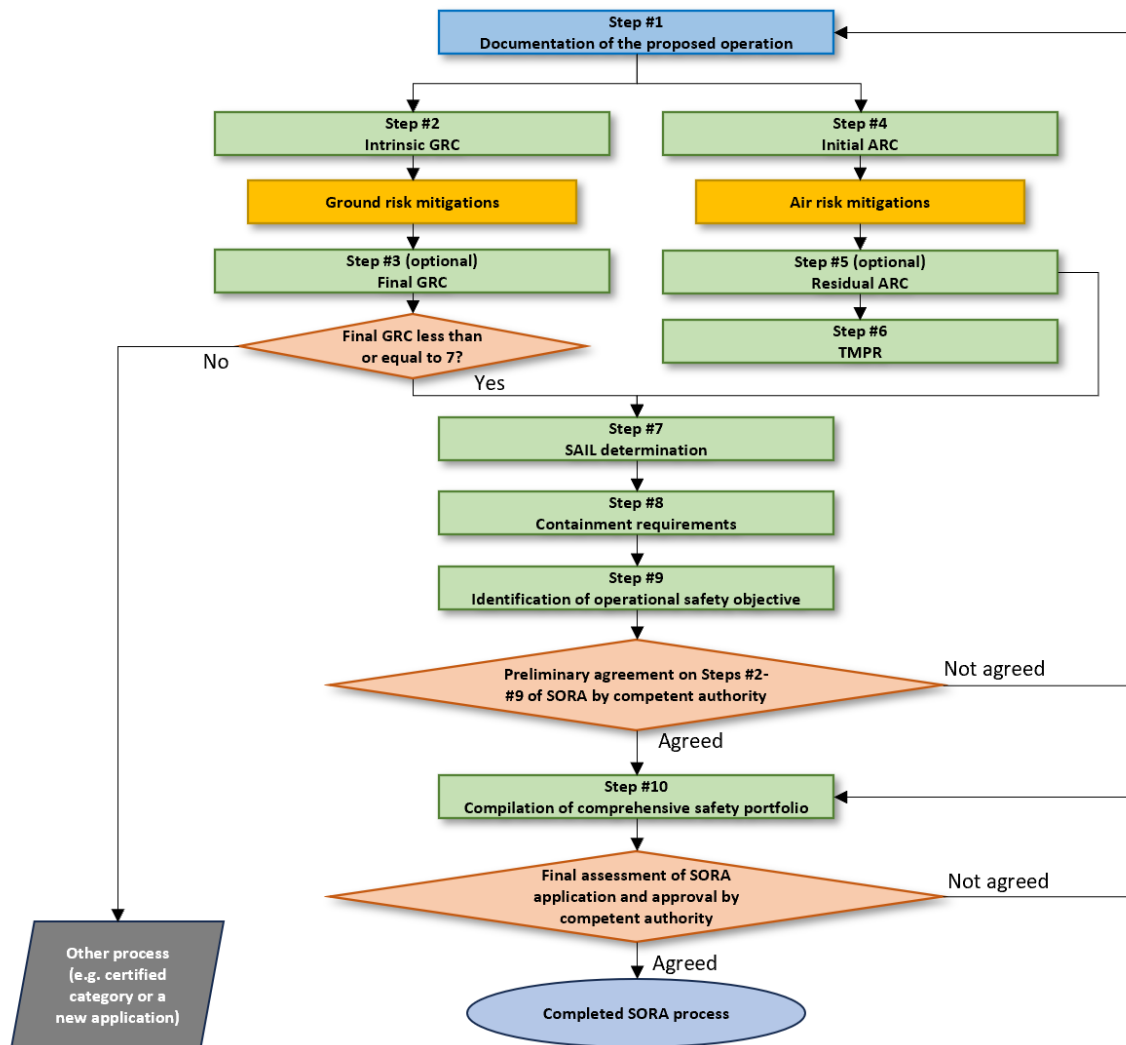 Step #1
Documentation of the proposed operation
Step #2
Intrinsic GRC
Step #4
Initial ARC
Ground risk mitigations
Air risk mitigations
Step #3 (optional)
Final GRC
Step #5 (optional)
Residual ARC
Step #6
TMPR
Final GRC less than
or equal to 7?
No
Yes
Step #7
SAIL determination
Step #8
Containment requirements
Step #9
Identification of operational safety objective
Preliminary agreement on Steps #2-
#9 of SORA by competent authority
Not agreed
Agreed
Step #10
Compilation of comprehensive safety portfolio
Final assessment of SORA
application and approval by
competent authority
Not agreed
Agreed
Other process
(e.g. certified
category or a
new application)
Completed SORA process